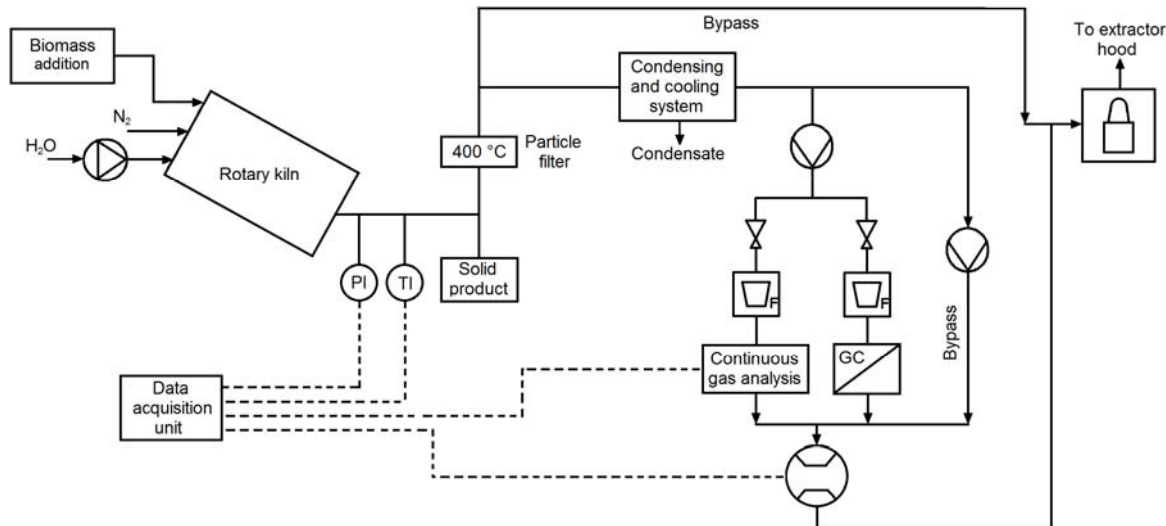 Biomass
addition
N₂
H₂O
Rotary kiln
Bypass
To extractor
hood
Condensing
and cooling
system
Condensate
400 °C
Particle
filter
PI
TI
Solid
product
F
F
Bypass
Continuous
gas analysis
GC
Data
acquisition
unit